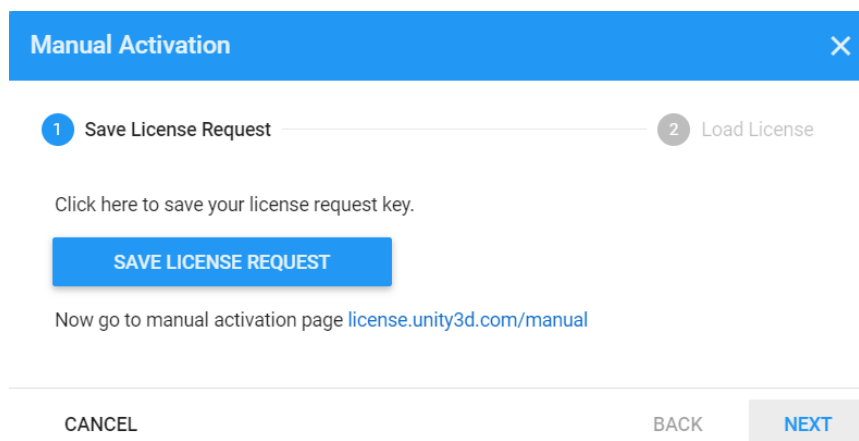 Manual Activation
1 Save License Request 2 Load License
Click here to save your license request key.
SAVE LICENSE REQUEST
Now go to manual activation page license.unity3d.com/manual
CANCEL BACK NEXT